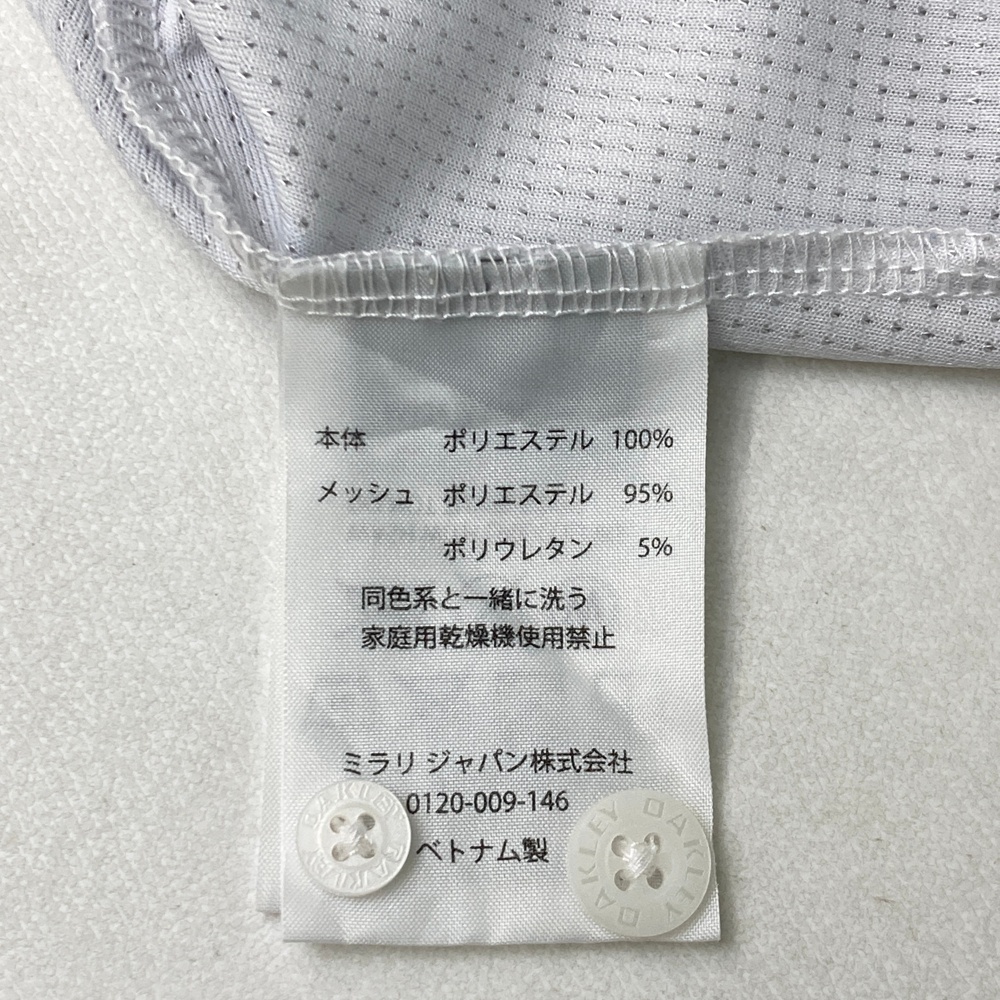 本体 ポリエステル 100%
メッシュ ポリエステル 95%
ポリウレタン 5%
同色系と一緒に洗う
家庭用乾燥機使用禁止
ミラリ ジャパン株式会社
0120-009-146
ベトナム製
OAKLEY
OAKLEY OAKLEY